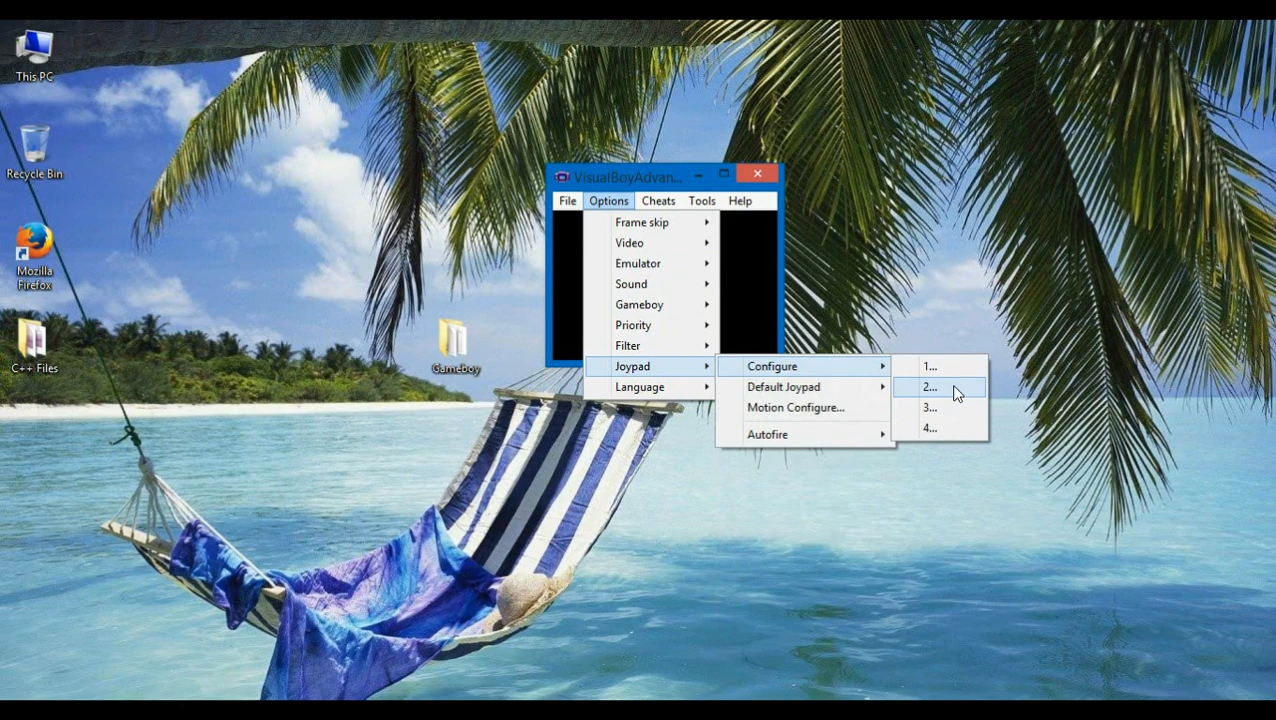 This PC
Recycle Bin
Mozilla
Firefox
C++ Files
Gameboy
VisualBoyAdvan...
File Options Cheats Tools Help
Frame skip
Video
Emulator
Sound
Gameboy
Priority
Filter
Joypad
Language
Configure
Default Joypad
Motion Configure...
Autofire
1...
2...
3...
4...